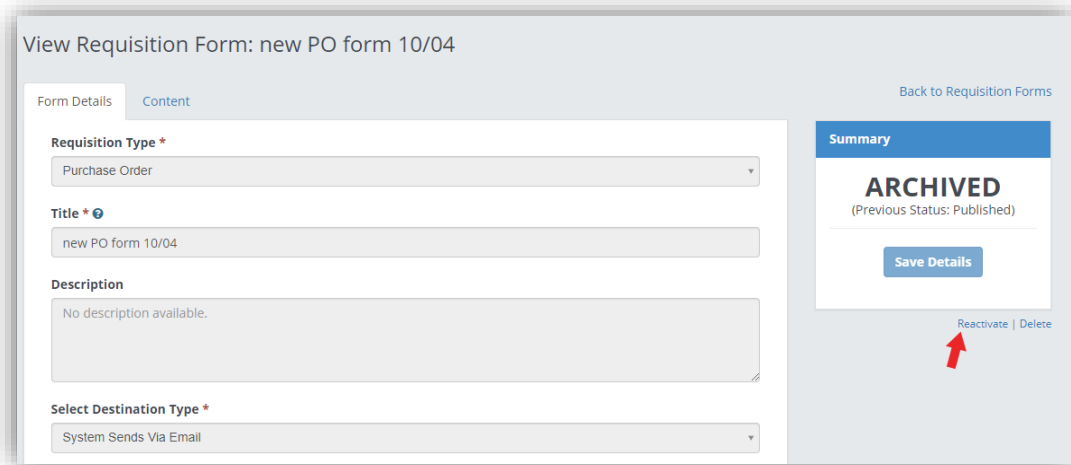 View Requisition Form: new PO form 10/04
Back to Requisition Forms
Form Details
Content
Requisition Type *
Purchase Order
Title *
new PO form 10/04
Description
No description available.
Select Destination Type *
System Sends Via Email
Summary
ARCHIVED
(Previous Status: Published)
Save Details
Reactivate | Delete